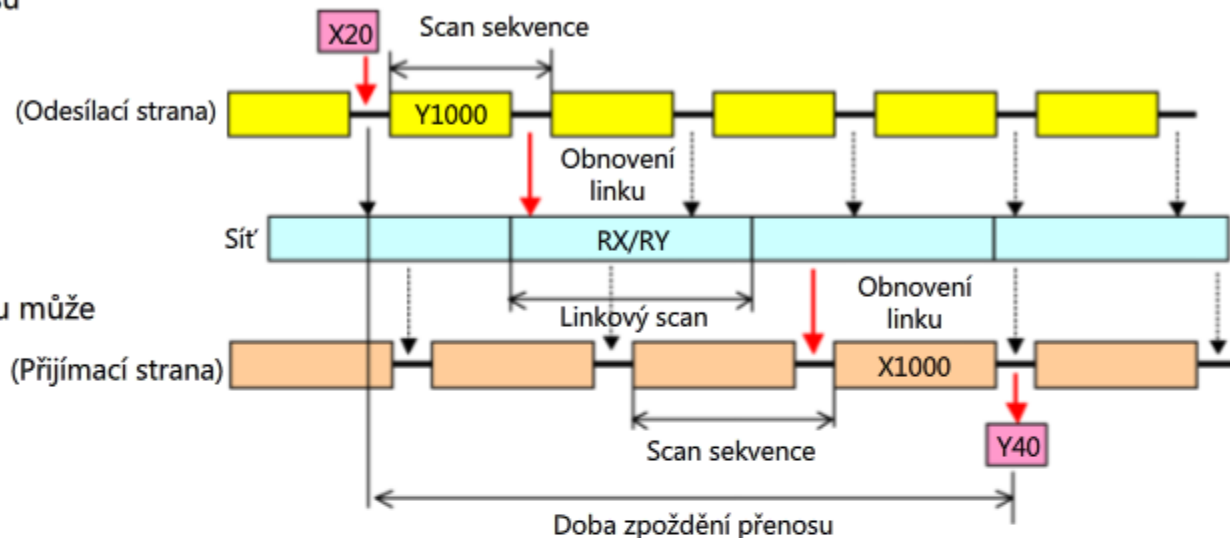 X20
Scan sekvence
(Odesílací strana)
Y1000
Obnovení
linku
Síť
RX/RY
u může
Linkový scan
Obnovení
linku
(Přijímací strana)
X1000
Scan sekvence
Y40
Doba zpoždění přenosu